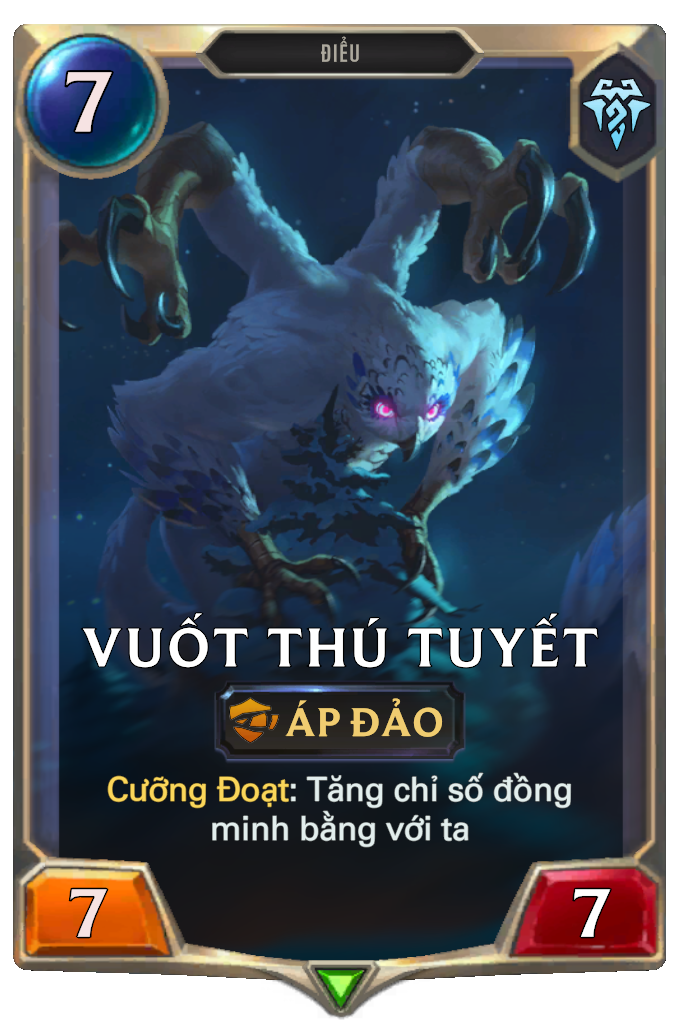 ĐIỂU
7
VUỐT THÚ TUYẾT
ÁP ĐẢO
Cưỡng Đoạt: Tăng chỉ số đồng
minh bằng với ta
7
7